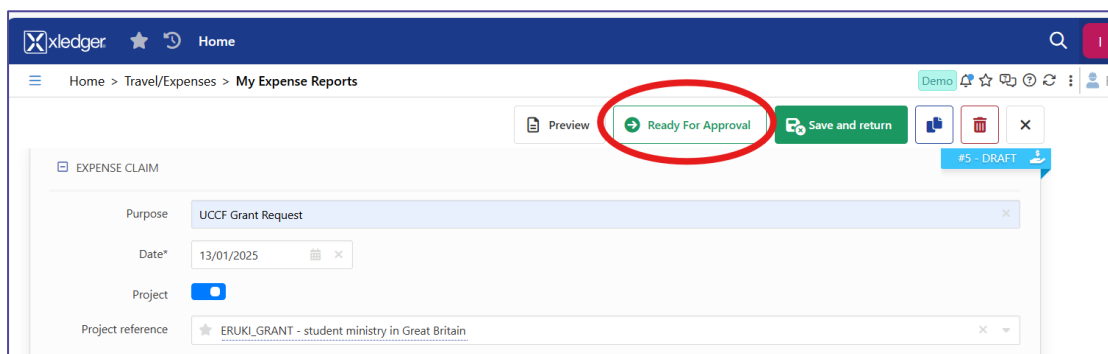 xledger Home
Home > Travel/Expenses > My Expense Reports Demo
Preview Ready For Approval Save and return
#5 - DRAFT
EXPENSE CLAIM
Purpose UCCF Grant Request
Date* 13/01/2025
Project
Project reference ERUKI_GRANT - student ministry in Great Britain